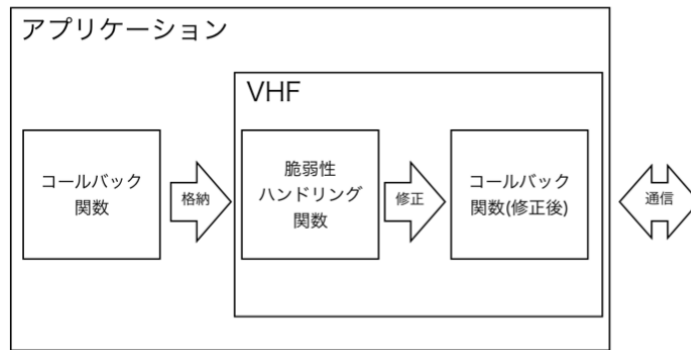 アプリケーション
VHF
コールバック
関数
格納
脆弱性
ハンドリング
関数
修正
コールバック
関数(修正後)
通信